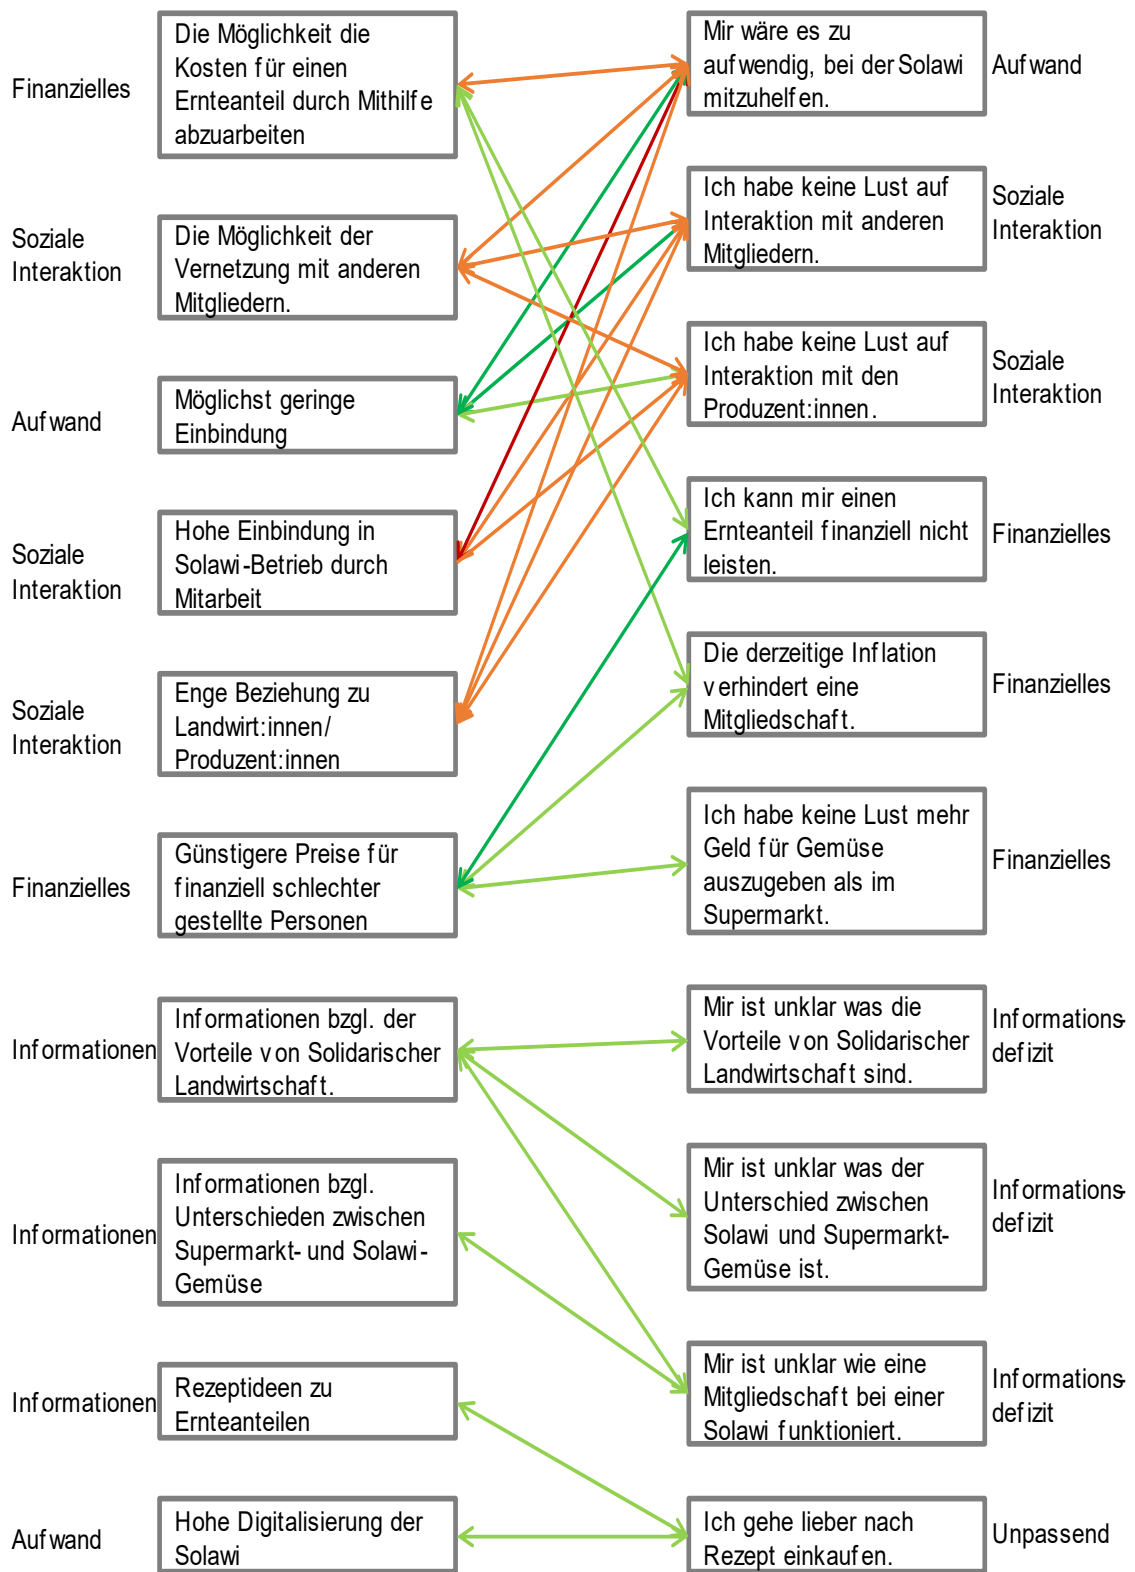 Finanzielles
Die Möglichkeit die
Kosten für einen
Ernteanteil durch Mithilfe
abzuarbeiten
Mir wäre es zu
aufwendig, bei der Solawi
mitzuhelfen.
Aufwand
Soziale
Interaktion
Die Möglichkeit der
Vernetzung mit anderen
Mitgliedern.
Ich habe keine Lust auf
Interaktion mit anderen
Mitgliedern.
Soziale
Interaktion
Aufwand
Möglichst geringe
Einbindung
Ich habe keine Lust auf
Interaktion mit den
Produzent:innen.
Soziale
Interaktion
Soziale
Interaktion
Hohe Einbindung in
Solawi-Betrieb durch
Mitarbeit
Ich kann mir einen
Ernteanteil finanziell nicht
leisten.
Finanzielles
Soziale
Interaktion
Enge Beziehung zu
Landwirt:innen/
Produzent:innen
Die derzeitige Inflation
verhindert eine
Mitgliedschaft.
Finanzielles
Finanzielles
Günstigere Preise für
finanziell schlechter
gestellte Personen
Ich habe keine Lust mehr
Geld für Gemüse
auszugeben als im
Supermarkt.
Finanzielles
Informationen
Informationen bzgl. der
Vorteile von Solidarischer
Landwirtschaft.
Mir ist unklar was die
Vorteile von Solidarischer
Landwirtschaft sind.
Informations-
defizit
Informationen
Informationen bzgl.
Unterschieden zwischen
Supermarkt- und Solawi-
Gemüse
Mir ist unklar was der
Unterschied zwischen
Solawi und Supermarkt-
Gemüse ist.
Informations-
defizit
Informationen
Rezeptideen zu
Ernteanteilen
Mir ist unklar wie eine
Mitgliedschaft bei einer
Solawi funktioniert.
Informations-
defizit
Aufwand
Hohe Digitalisierung der
Solawi
Ich gehe lieber nach
Rezept einkaufen.
Unpassend